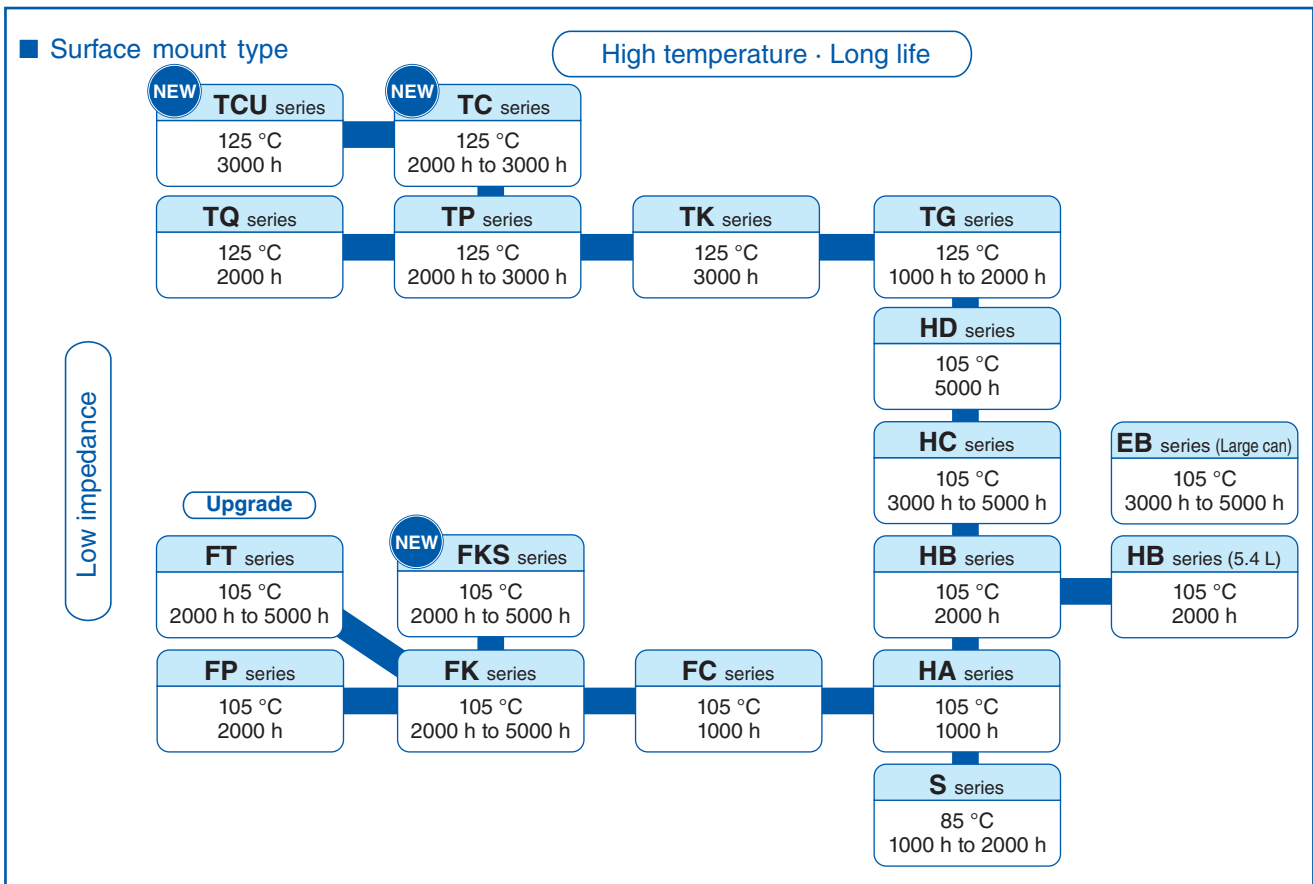 ■ Surface mount type
High temperature · Long life
NEW
TCU series
125 °C
3000 h
NEW
TC series
125 °C
2000 h to 3000 h
TQ series
125 °C
2000 h
TP series
125 °C
2000 h to 3000 h
TK series
125 °C
3000 h
TG series
125 °C
1000 h to 2000 h
HD series
105 °C
5000 h
Low impedance
HC series
105 °C
3000 h to 5000 h
EB series (Large can)
105 °C
3000 h to 5000 h
Upgrade
FT series
105 °C
2000 h to 5000 h
NEW
FKS series
105 °C
2000 h to 5000 h
HB series
105 °C
2000 h
HB series (5.4 L)
105 °C
2000 h
FP series
105 °C
2000 h
FK series
105 °C
2000 h to 5000 h
FC series
105 °C
1000 h
HA series
105 °C
1000 h
S series
85 °C
1000 h to 2000 h